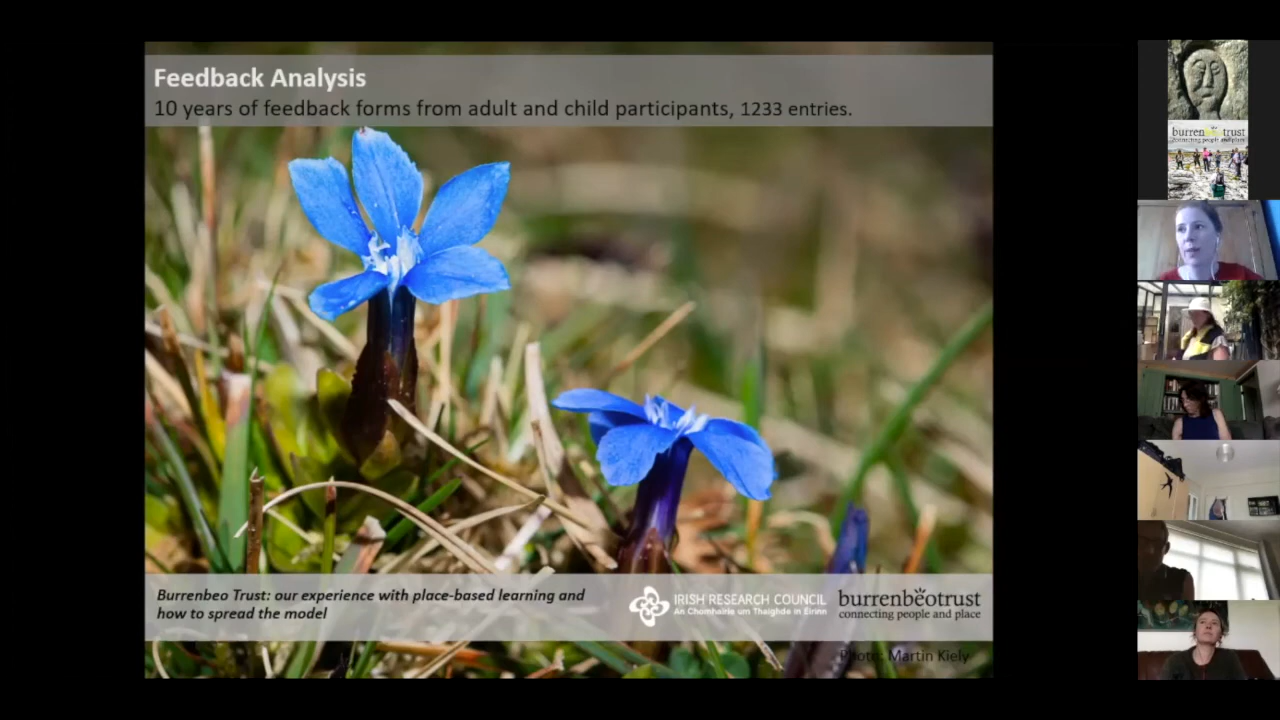 Feedback Analysis
10 years of feedback forms from adult and child participants, 1233 entries.
Burrenbeo Trust: our experience with place-based learning and
how to spread the model
IRISH RESEARCH COUNCIL
An Chomhairle um Thaighde in Éirinn
burrenbeotrust
connecting people and place
Photo: Martin Kiely
burrenbeotrust
connecting people and place